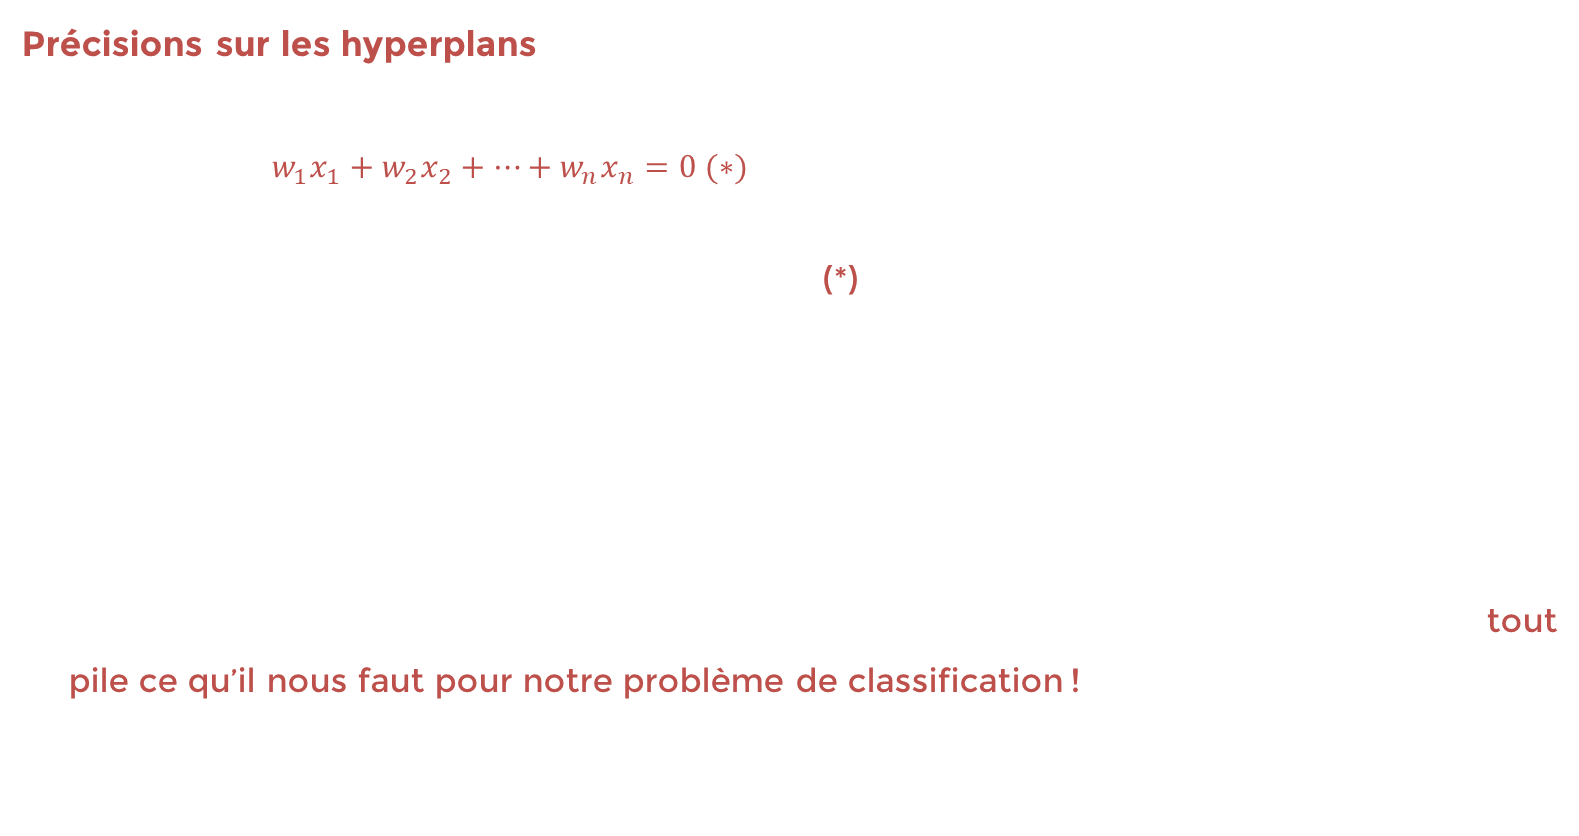 Précisions sur les hyperplans
w₁x₁ + w₂x₂ + ⋯ + wₙxₙ = 0 (∗)
(*)
tout
pile ce qu’il nous faut pour notre problème de classification !